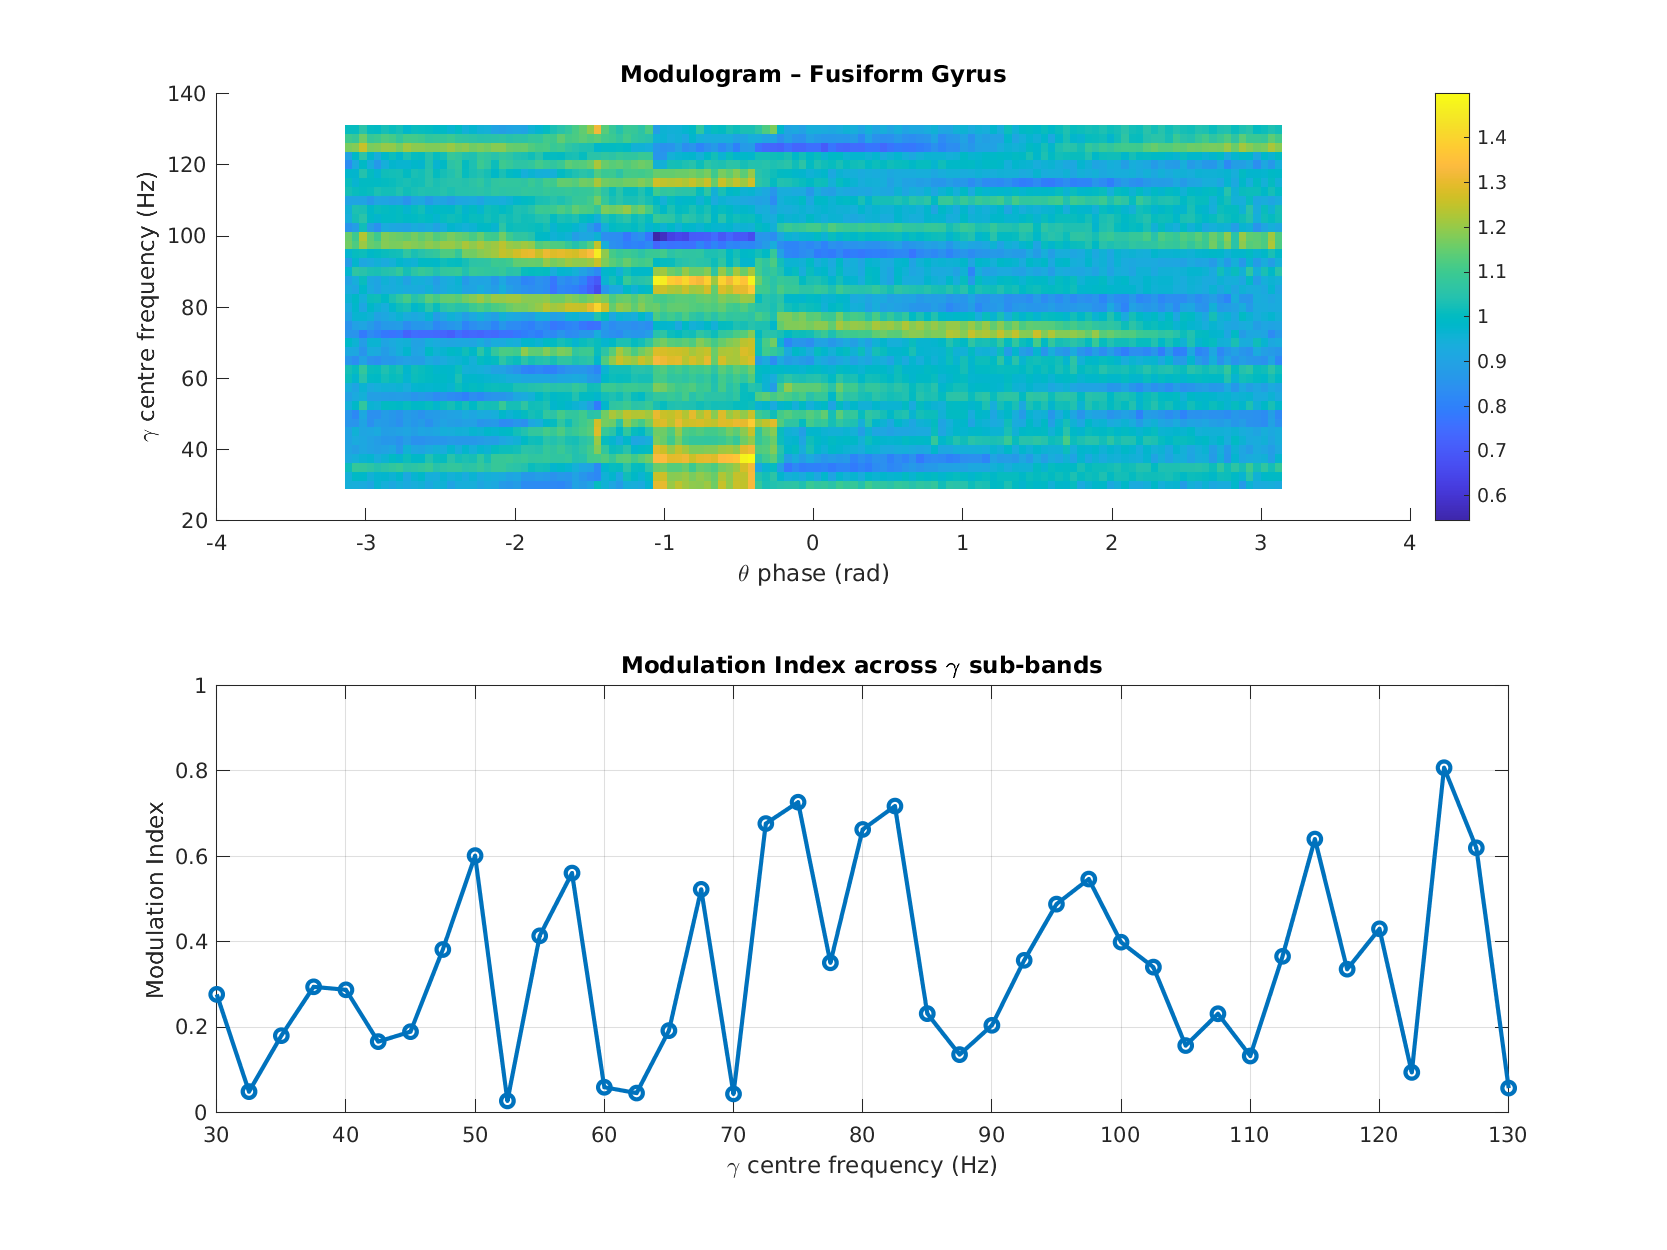 Modulogram – Fusiform Gyrus
140
120
100
80
60
40
20
γ centre frequency (Hz)
-4 -3 -2 -1 0 1 2 3 4
θ phase (rad)
1.4
1.3
1.2
1.1
1
0.9
0.8
0.7
0.6
Modulation Index across γ sub-bands
1
0.8
0.6
0.4
0.2
0
Modulation Index
30 40 50 60 70 80 90 100 110 120 130
γ centre frequency (Hz)